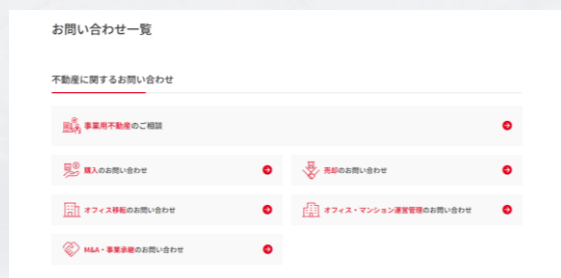 お問い合わせ一覧
不動産に関するお問い合わせ
事業用不動産のご相談
購入のお問い合わせ
売却のお問い合わせ
オフィス移転のお問い合わせ
オフィス・マンション運営管理のお問い合わせ
M&A・事業承継のお問い合わせ